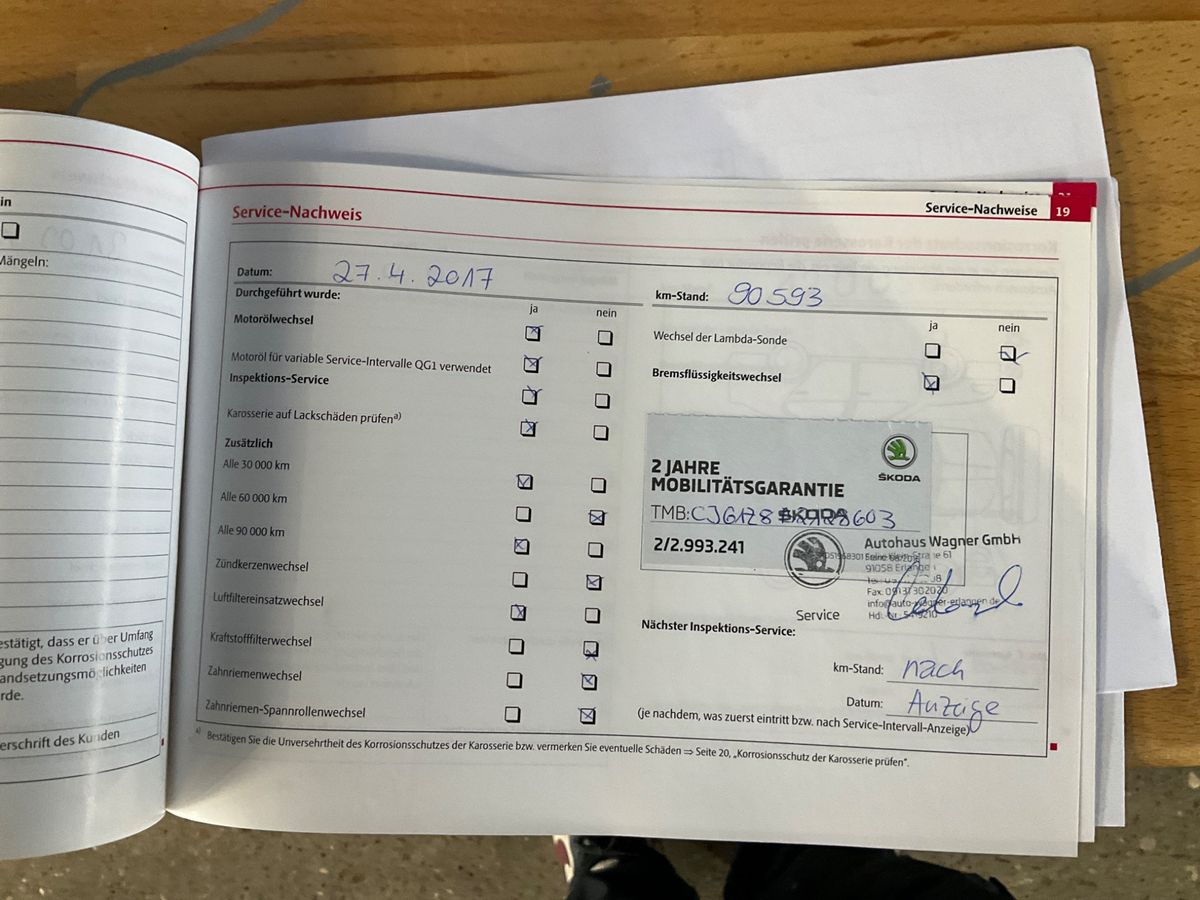 in
Mängeln:
estätigt, dass er über Umfang
gung des Korrosionsschutzes
andsetzungsmöglichkeiten
rde.
erschrift des Kunden
Service-Nachweis
Service-Nachweise 19
Datum: 27.4.2017
km-Stand: 90593
Durchgeführt wurde:
ja nein
Motorölwechsel
Motoröl für variable Service-Intervalle QG1 verwendet
Inspektions-Service
Karosserie auf Lackschäden prüfen a)
Zusätzlich
Alle 30 000 km
Alle 60 000 km
Alle 90 000 km
Zündkerzenwechsel
Luftfiltereinsatzwechsel
Kraftstofffilterwechsel
Zahnriemenwechsel
Zahnriemen-Spannrollenwechsel
ja nein
Wechsel der Lambda-Sonde
Bremsflüssigkeitswechsel
2 JAHRE
MOBILITÄTSGARANTIE
ŠKODA
TMB:
ŠKODA
2/2.993.241
Autohaus Wagner GmbH
91058
Fax:
Service
Nächster Inspektions-Service:
km-Stand: nach
Datum: Anzeige
(je nachdem, was zuerst eintritt bzw. nach Service-Intervall-Anzeige)
a) Bestätigen Sie die Unversehrtheit des Korrosionsschutzes der Karosserie bzw. vermerken Sie eventuelle Schäden ⇒ Seite 20, „Korrosionsschutz der Karosserie prüfen“.